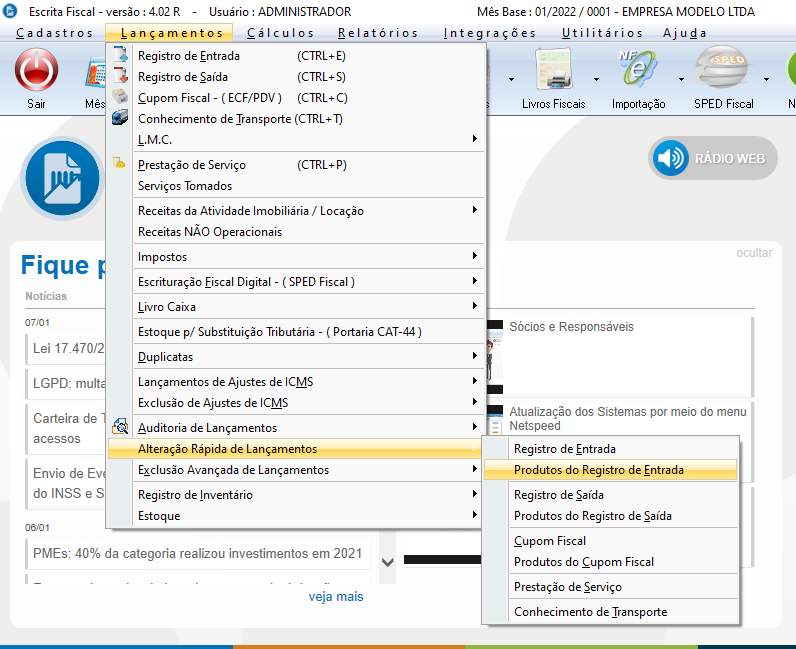 Escrita Fiscal - versão : 4.02 R - Usuário : ADMINISTRADOR Mês Base : 01/2022 / 0001 - EMPRESA MODELO LTDA
Cadastros Lançamentos Cálculos Relatórios Integrações Utilitários Ajuda
Sair
Mês
Livros Fiscais
NF
e
Importação
SPED
SPED Fiscal
N
Registro de Entrada (CTRL+E)
Registro de Saída (CTRL+S)
Cupom Fiscal - ( ECF/PDV ) (CTRL+C)
Conhecimento de Transporte (CTRL+T)
L.M.C.
Prestação de Serviço (CTRL+P)
Serviços Tomados
Receitas da Atividade Imobiliária / Locação
Receitas NÃO Operacionais
Impostos
Escrituração Fiscal Digital - ( SPED Fiscal )
Livro Caixa
Estoque p/ Substituição Tributária - ( Portaria CAT-44 )
Duplicatas
Lançamentos de Ajustes de ICMS
Exclusão de Ajustes de ICMS
Auditoria de Lançamentos
Alteração Rápida de Lançamentos
Exclusão Avançada de Lançamentos
Registro de Inventário
Estoque
Registro de Entrada
Produtos do Registro de Entrada
Registro de Saída
Produtos do Registro de Saída
Cupom Fiscal
Produtos do Cupom Fiscal
Prestação de Serviço
Conhecimento de Transporte
RÁDIO WEB
ocultar
Fique p
Notícias
07/01
Lei 17.470/2
LGPD: multa
Carteira de T
acessos
Envio de Eve
do INSS e S
06/01
PMEs: 40% da categoria realizou investimentos em 2021
veja mais
Sócios e Responsáveis
Atualização dos Sistemas por meio do menu
Netspeed